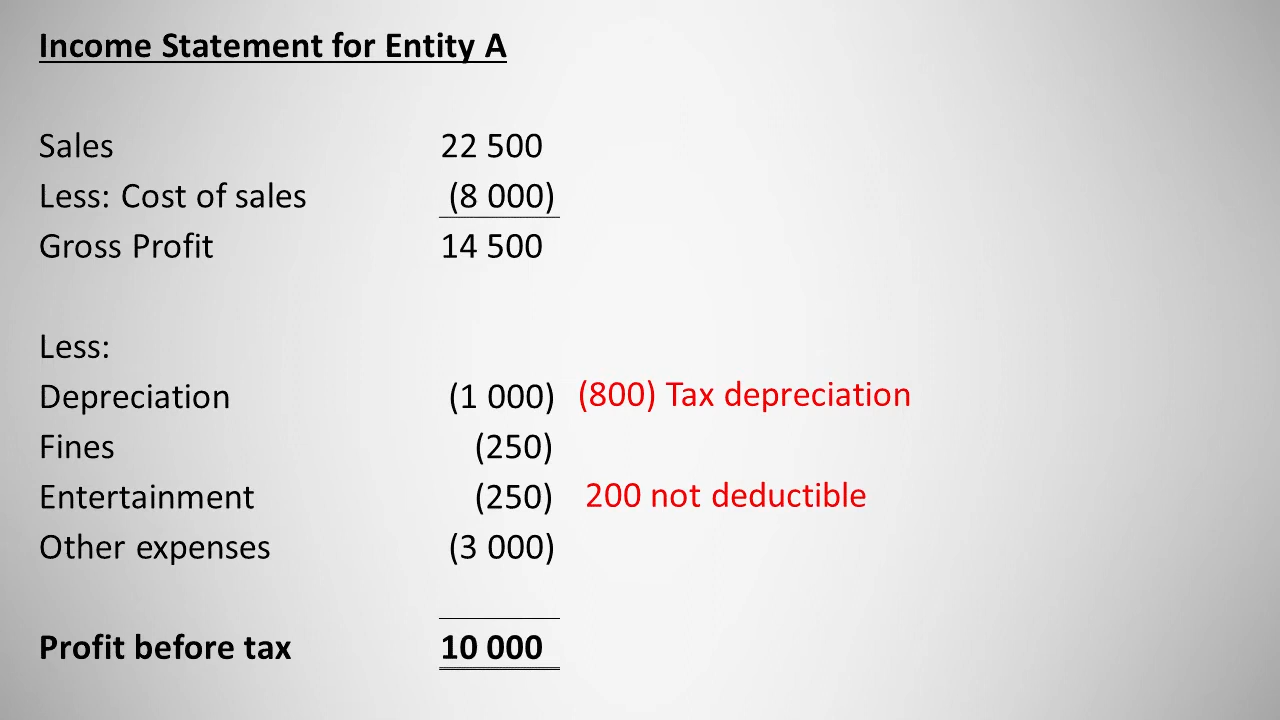 Income Statement for Entity A
Sales 22 500
Less: Cost of sales (8 000)
Gross Profit 14 500
Less:
Depreciation (1 000) (800) Tax depreciation
Fines (250)
Entertainment (250) 200 not deductible
Other expenses (3 000)
Profit before tax 10 000